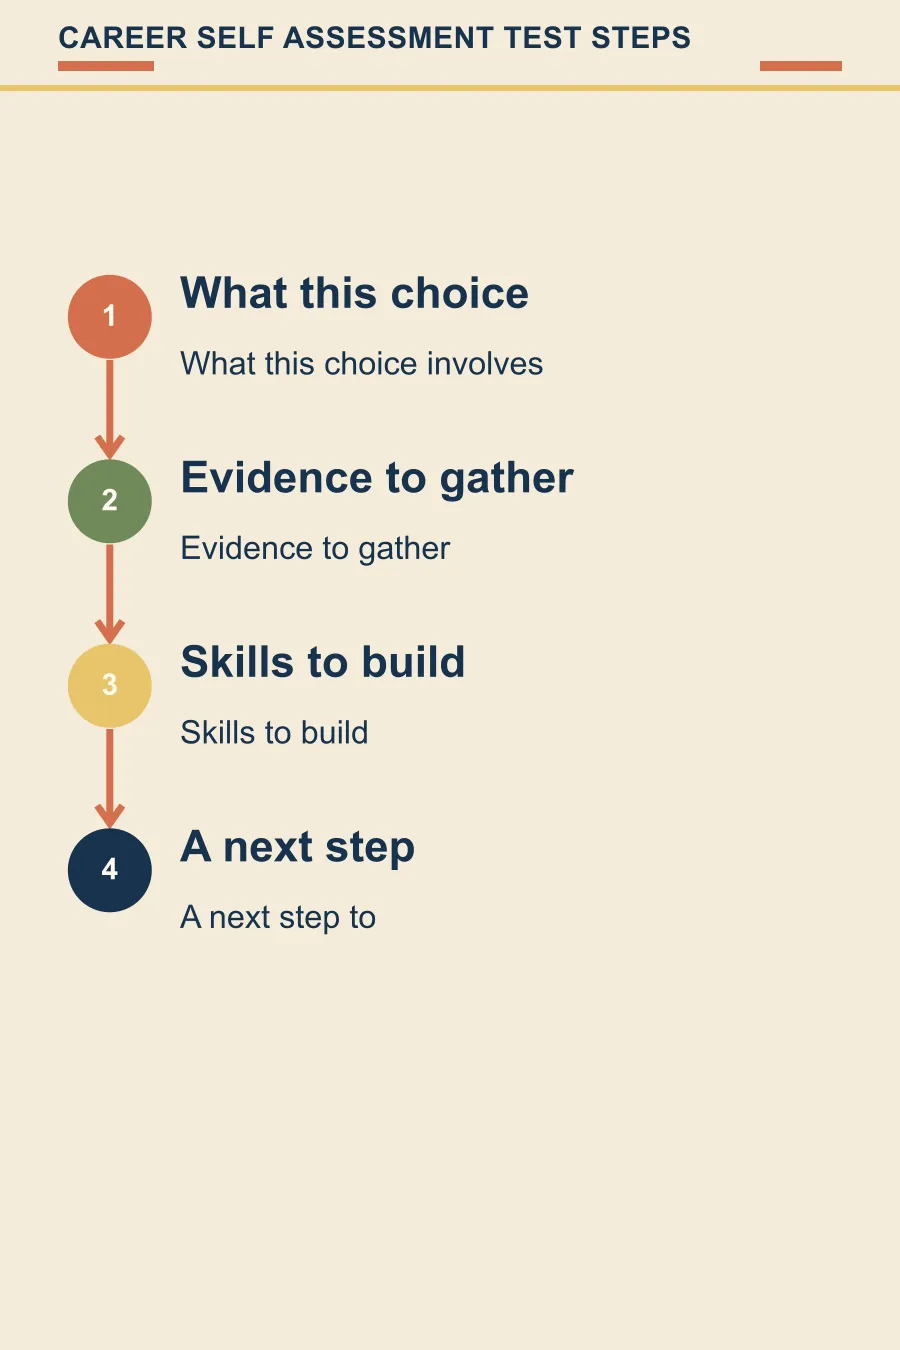 CAREER SELF ASSESSMENT TEST STEPS
1
What this choice
What this choice involves
2
Evidence to gather
Evidence to gather
3
Skills to build
Skills to build
4
A next step
A next step to